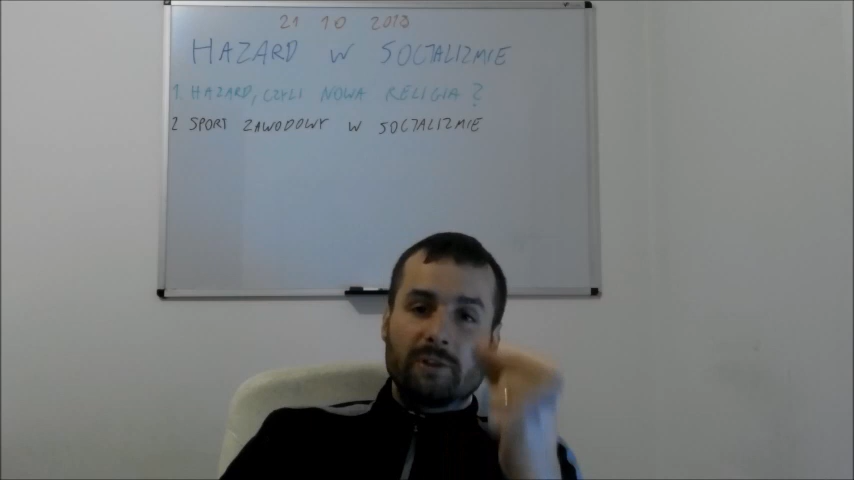 21 10 2013
HAZARD W SOCJALIZMIE
1. HAZARD, CZYLI NOWA RELIGIA?
2 SPORT ZAWODOWY W SOCJALIZMIE